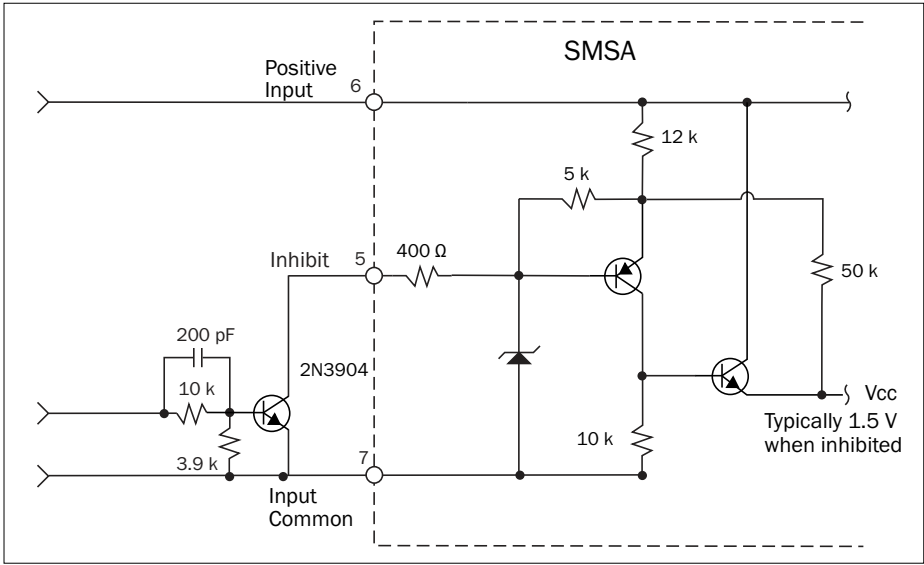 SMSA
Positive
Input
6
12 k
5 k
Inhibit
5
400 Ω
50 k
200 pF
10 k
2N3904
3.9 k
7
Input
Common
10 k
Vcc
Typically 1.5 V
when inhibited